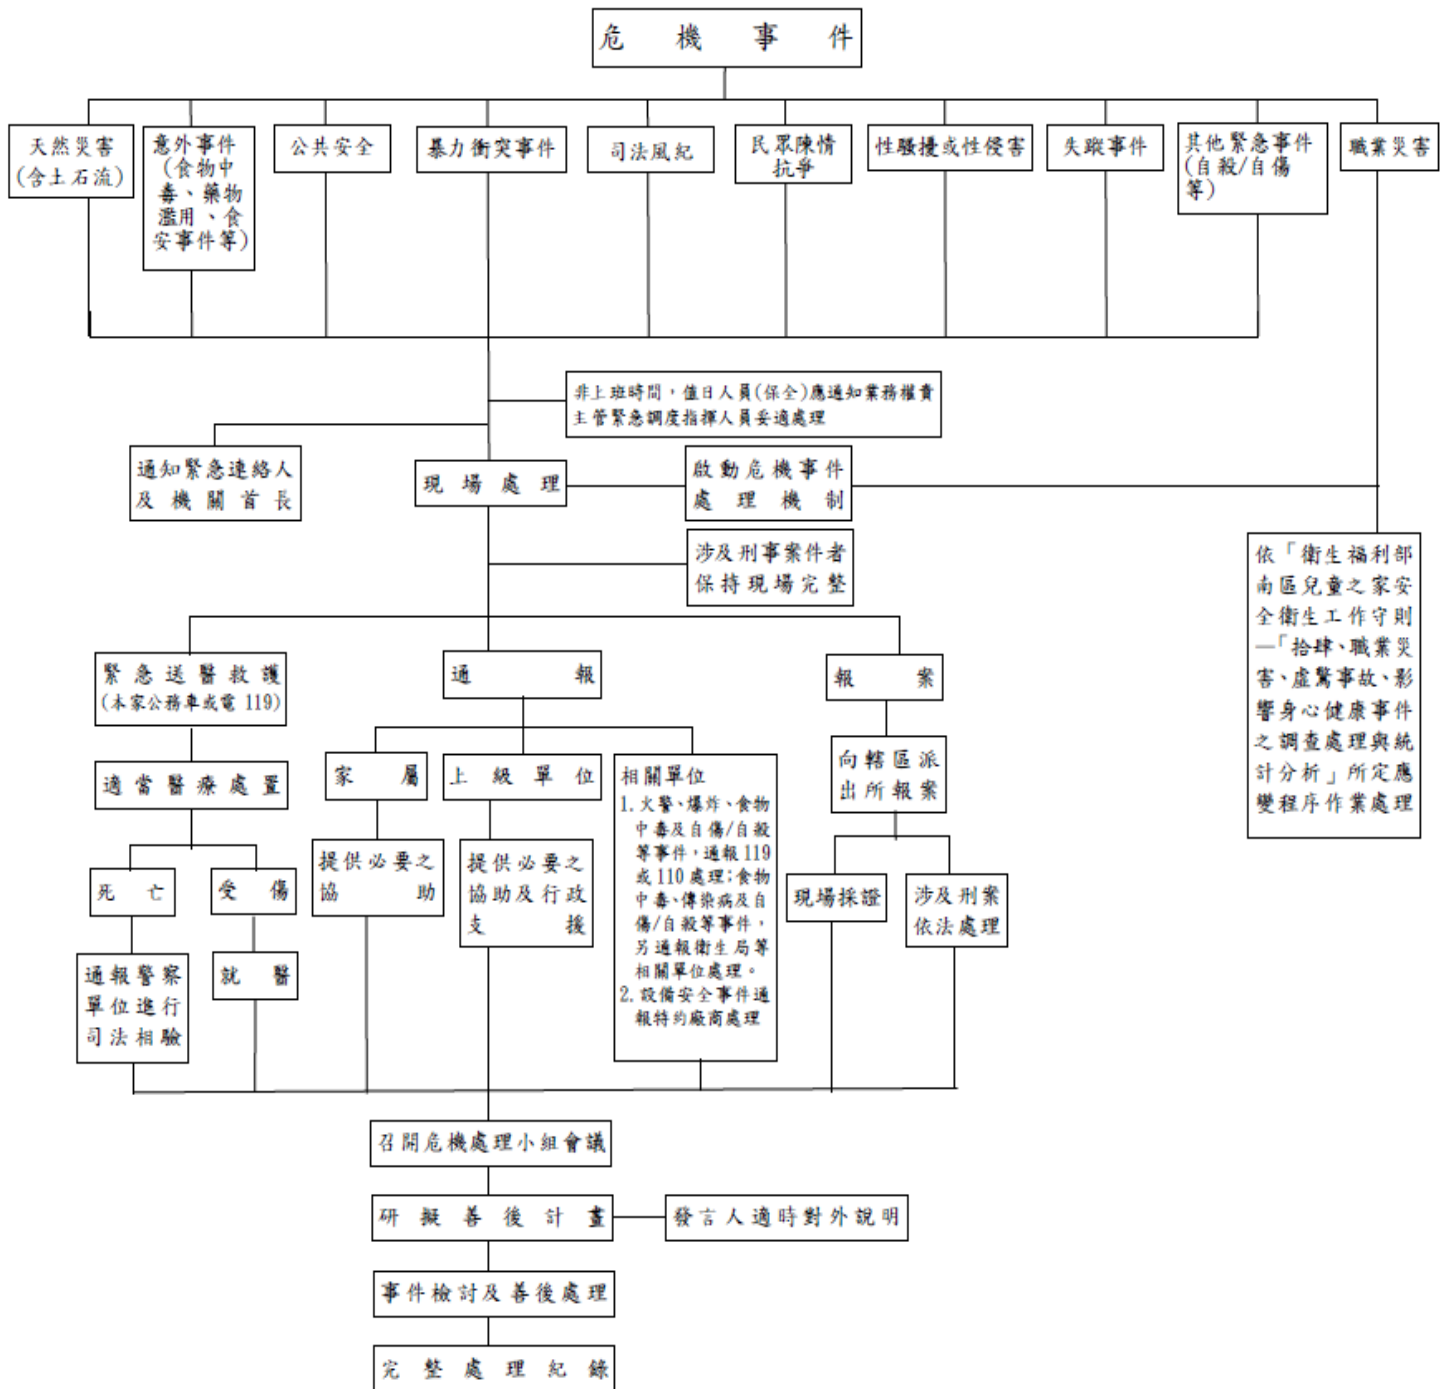 危機事件
天然災害
(含土石流)
意外事件
(食物中
毒、藥物
濫用、食
安事件等)
公共安全
暴力衝突事件
司法風紀
民眾陳情
抗爭
性騷擾或性侵害
失蹤事件
其他緊急事件
(自殺/自傷
等)
職業災害
非上班時間，值日人員(保全)應通知業務權責
主管緊急調度指揮人員妥適處理
通知緊急連絡人
及機關首長
現場處理
啟動危機事件
處理機制
涉及刑事案件者
保持現場完整
依「衛生福利部
南區兒童之家安
全衛生工作守則
—「拾肆、職業災
害、虛驚事故、影
響身心健康事件
之調查處理與統
計分析」所定應
變程序作業處理
緊急送醫救護
(本家公務車或電 119)
通報
報案
適當醫療處置
家屬
上級單位
相關單位
1. 火警、爆炸、食物
中毒及自傷/自殺
等事件，通報 119
或 110 處理；食物
中毒、傳染病及自
傷/自殺等事件，
另通報衛生局等
相關單位處理。
2. 設備安全事件通
報特約廠商處理
向轄區派
出所報案
死亡
受傷
提供必要之
協助
提供必要之
協助及行政
支援
現場採證
涉及刑案
依法處理
通報警察
單位進行
司法相驗
就醫
召開危機處理小組會議
研擬善後計畫
發言人適時對外說明
事件檢討及善後處理
完整處理紀錄